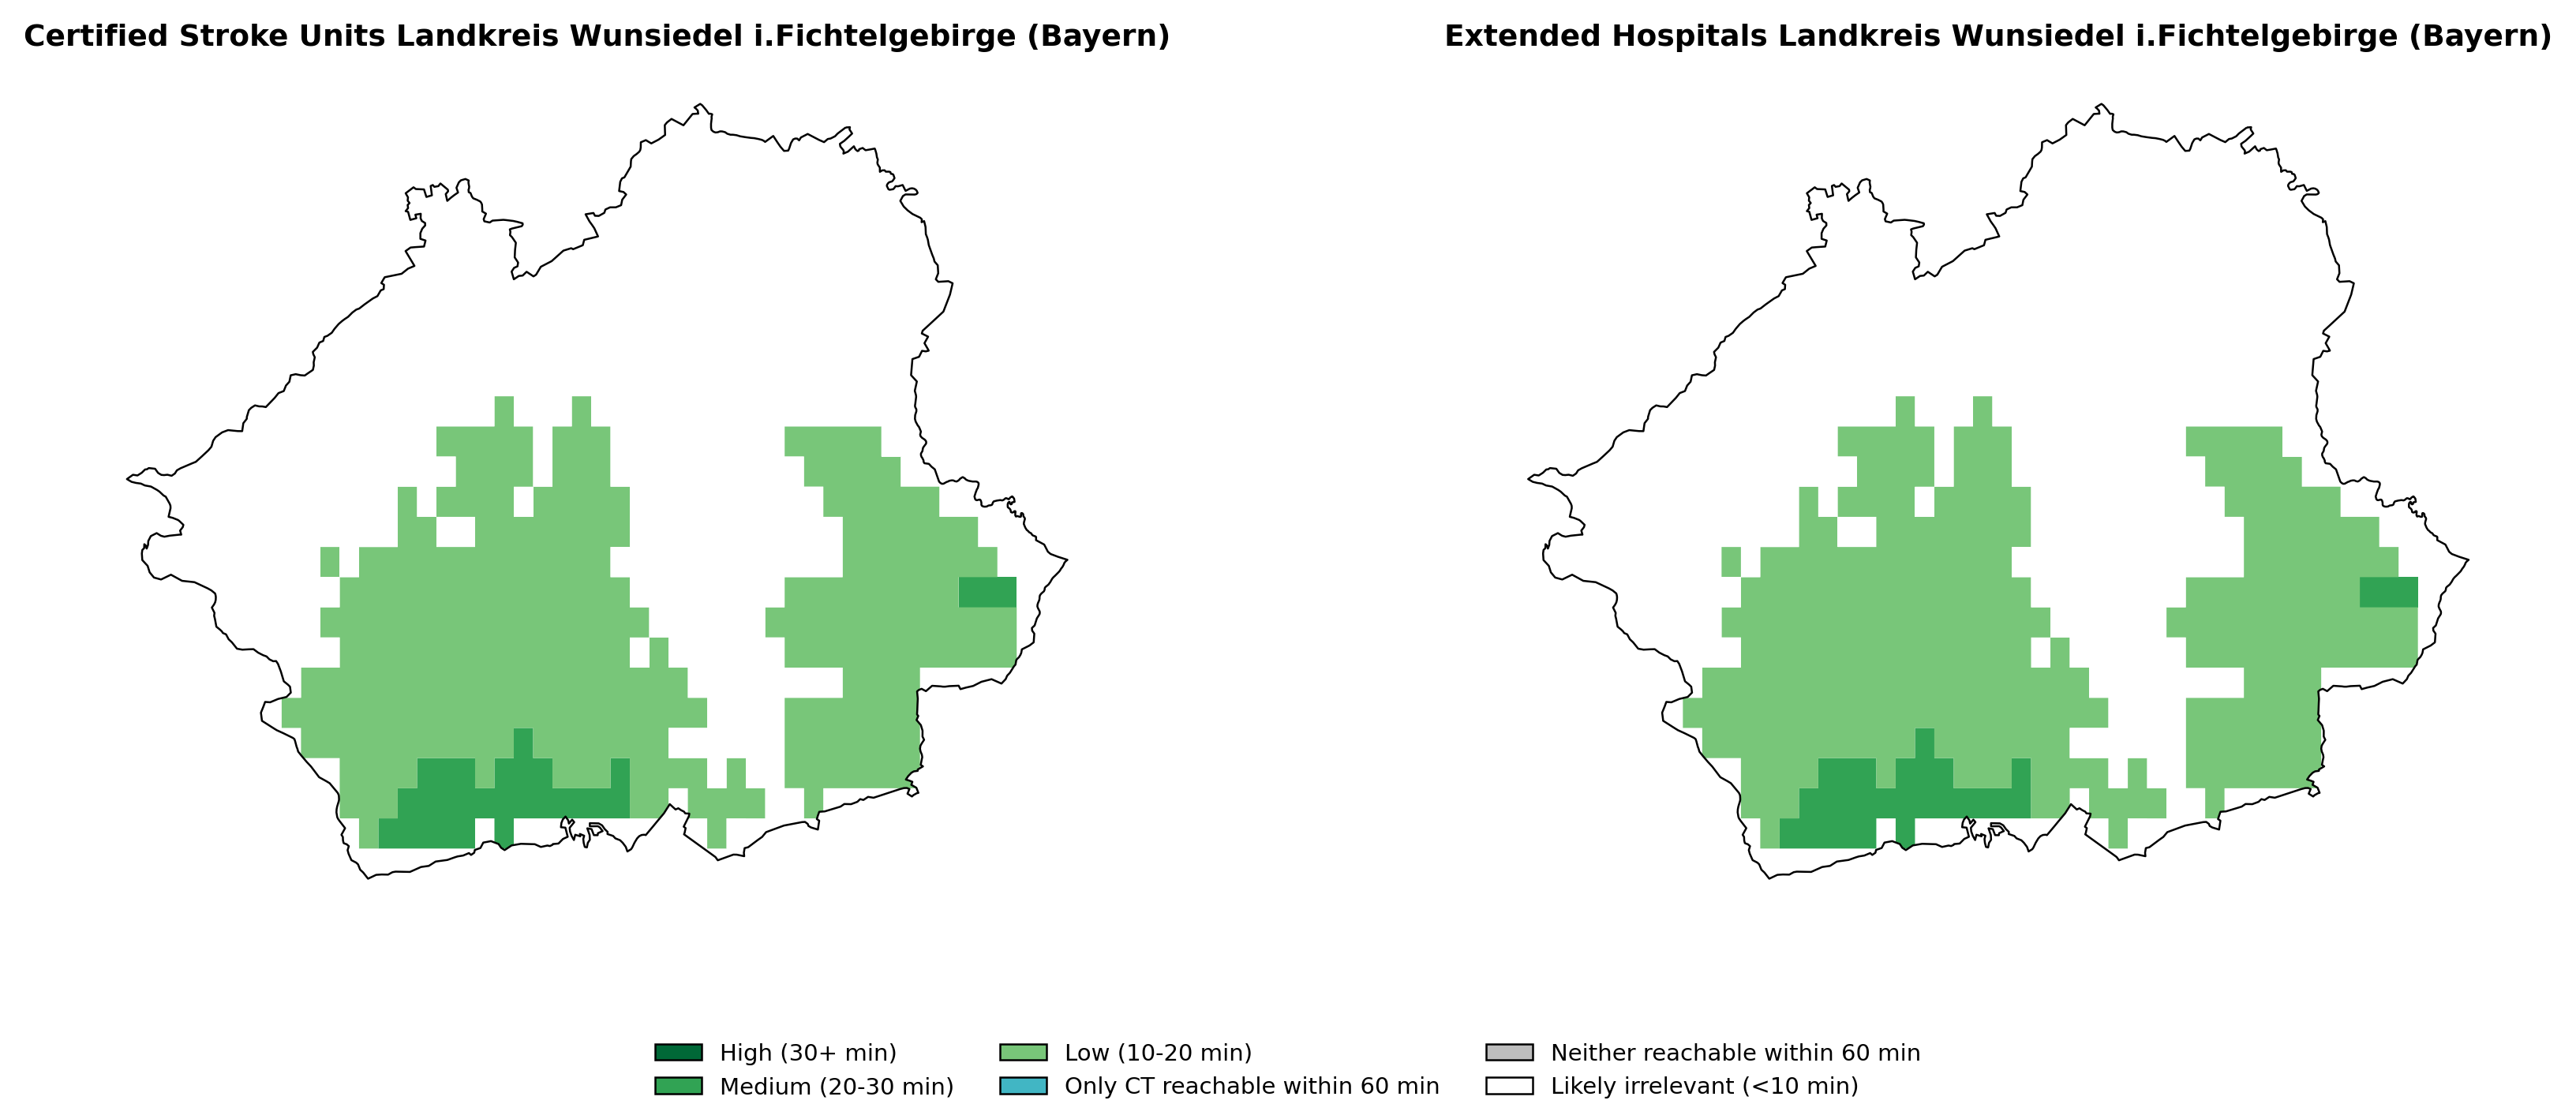 Certified Stroke Units Landkreis Wunsiedel i.Fichtelgebirge (Bayern)
Extended Hospitals Landkreis Wunsiedel i.Fichtelgebirge (Bayern)
High (30+ min)
Medium (20-30 min)
Low (10-20 min)
Only CT reachable within 60 min
Neither reachable within 60 min
Likely irrelevant (<10 min)